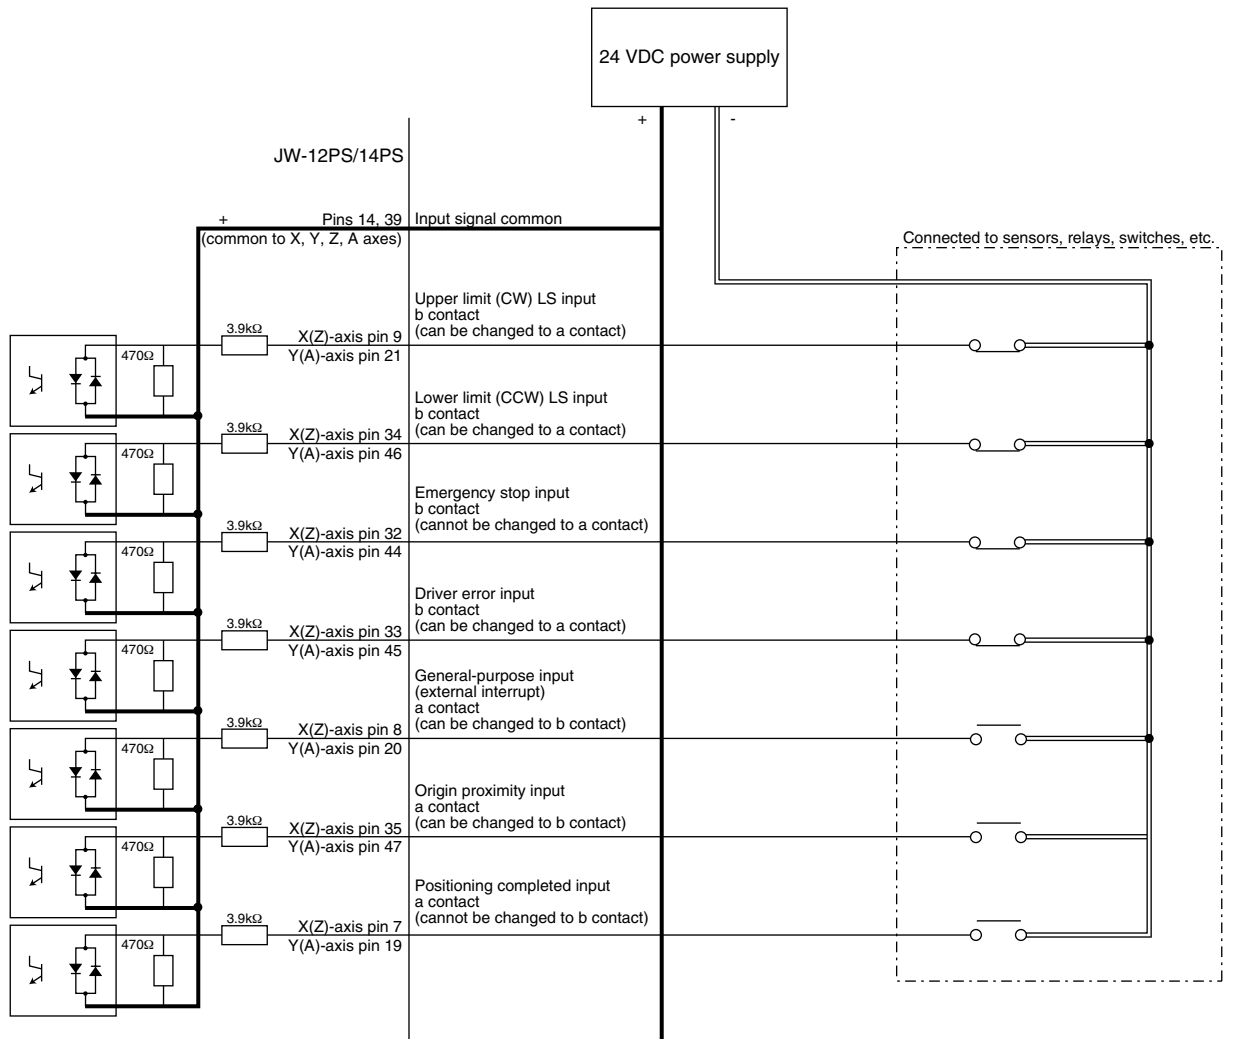 24 VDC power supply
+
-
JW-12PS/14PS
+
Pins 14, 39
Input signal common
(common to X, Y, Z, A axes)
Connected to sensors, relays, switches, etc.
Upper limit (CW) LS input
b contact
(can be changed to a contact)
3.9kΩ
X(Z)-axis pin 9
470Ω
Y(A)-axis pin 21
Lower limit (CCW) LS input
b contact
(can be changed to a contact)
3.9kΩ
X(Z)-axis pin 34
470Ω
Y(A)-axis pin 46
Emergency stop input
b contact
(cannot be changed to a contact)
3.9kΩ
X(Z)-axis pin 32
470Ω
Y(A)-axis pin 44
Driver error input
b contact
(can be changed to a contact)
3.9kΩ
X(Z)-axis pin 33
470Ω
Y(A)-axis pin 45
General-purpose input
(external interrupt)
a contact
(can be changed to b contact)
3.9kΩ
X(Z)-axis pin 8
470Ω
Y(A)-axis pin 20
Origin proximity input
a contact
(can be changed to b contact)
3.9kΩ
X(Z)-axis pin 35
470Ω
Y(A)-axis pin 47
Positioning completed input
a contact
(cannot be changed to b contact)
3.9kΩ
X(Z)-axis pin 7
470Ω
Y(A)-axis pin 19